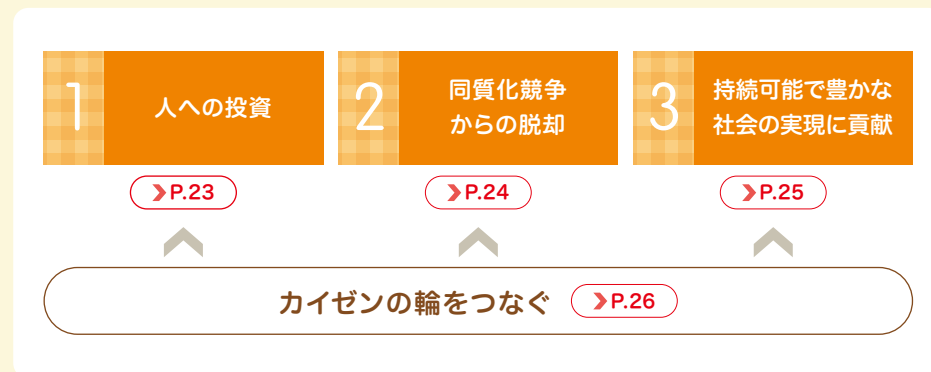 1
人への投資
2
同質化競争
からの脱却
3
持続可能で豊かな
社会の実現に貢献
P.23
P.24
P.25
カイゼンの輪をつなぐ P.26